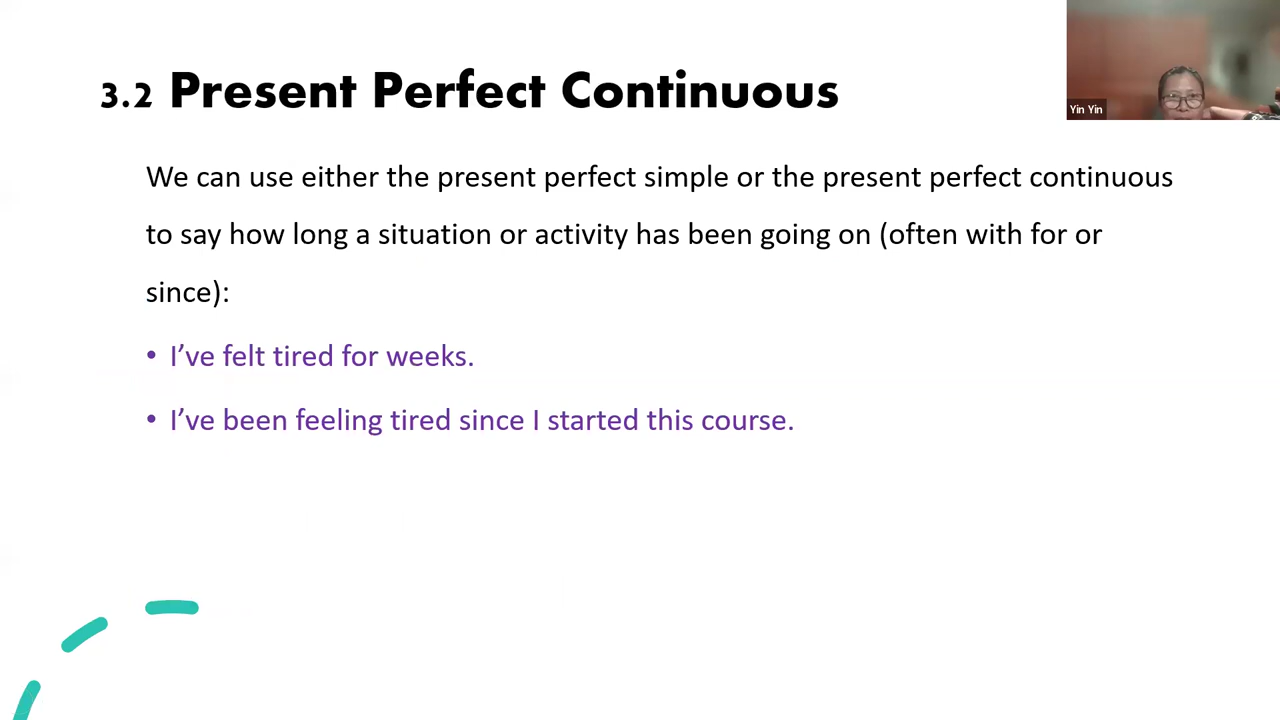 3.2 Present Perfect Continuous
Yin Yin
We can use either the present perfect simple or the present perfect continuous
to say how long a situation or activity has been going on (often with for or
since):
• I’ve felt tired for weeks.
• I’ve been feeling tired since I started this course.